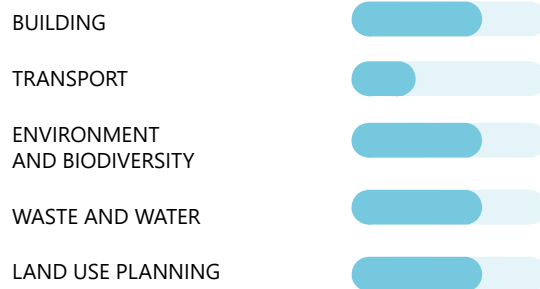 BUILDING
TRANSPORT
ENVIRONMENT
AND BIODIVERSITY
WASTE AND WATER
LAND USE PLANNING